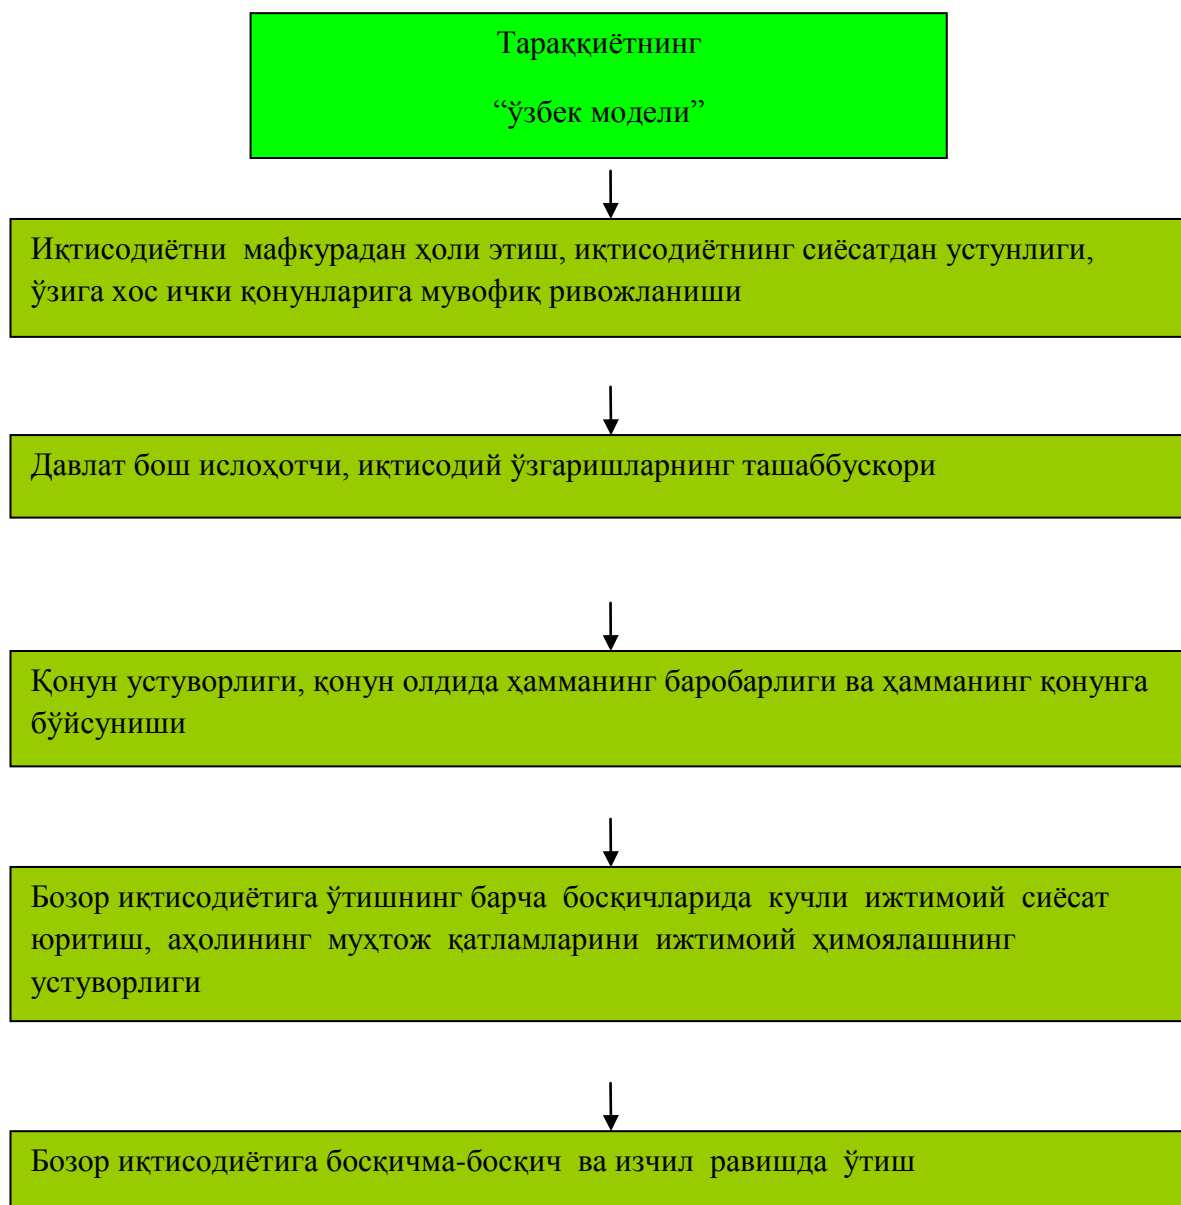 Тараққиётнинг
“ўзбек модели”
Иқтисодиётни мафкурадан ҳоли этиш, иқтисодиётнинг сиёсатдан устунлиги,
ўзига хос ички қонунларига мувофиқ ривожланиши
Давлат бош ислоҳотчи, иқтисодий ўзгаришларнинг ташаббускори
Қонун устуворлиги, қонун олдида ҳамманинг баробарлиги ва ҳамманинг қонунга
бўйсуниши
Бозор иқтисодиётига ўтишнинг барча босқичларида кучли ижтимоий сиёсат
юритиш, аҳолининг муҳтож қатламларини ижтимоий ҳимоялашнинг
устуворлиги
Бозор иқтисодиётига босқичма-босқич ва изчил равишда ўтиш